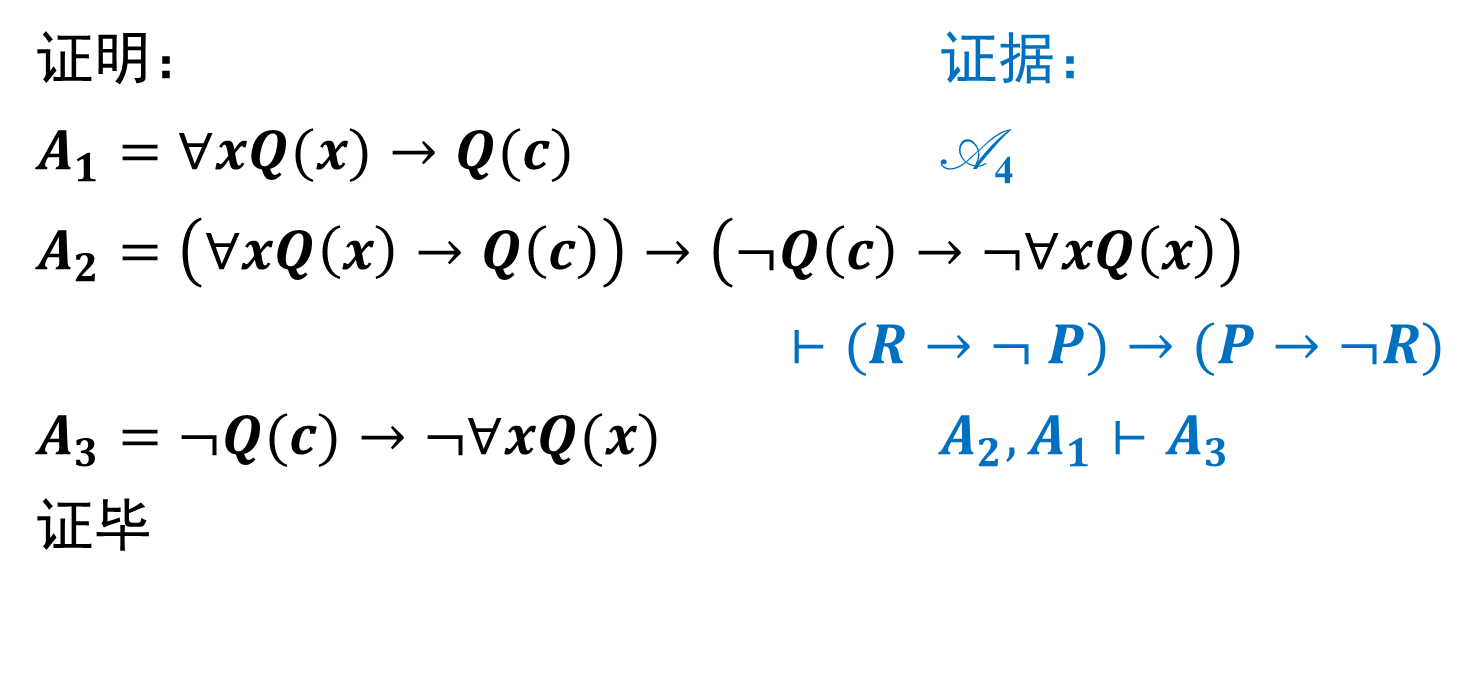 证明： 证据：
A₁ = ∀xQ(x) → Q(c) 𝒜₄
A₂ = (∀xQ(x) → Q(c)) → (¬Q(c) → ¬∀xQ(x))
⊢ (R → ¬ P) → (P → ¬R)
A₃ = ¬Q(c) → ¬∀xQ(x) A₂, A₁ ⊢ A₃
证毕